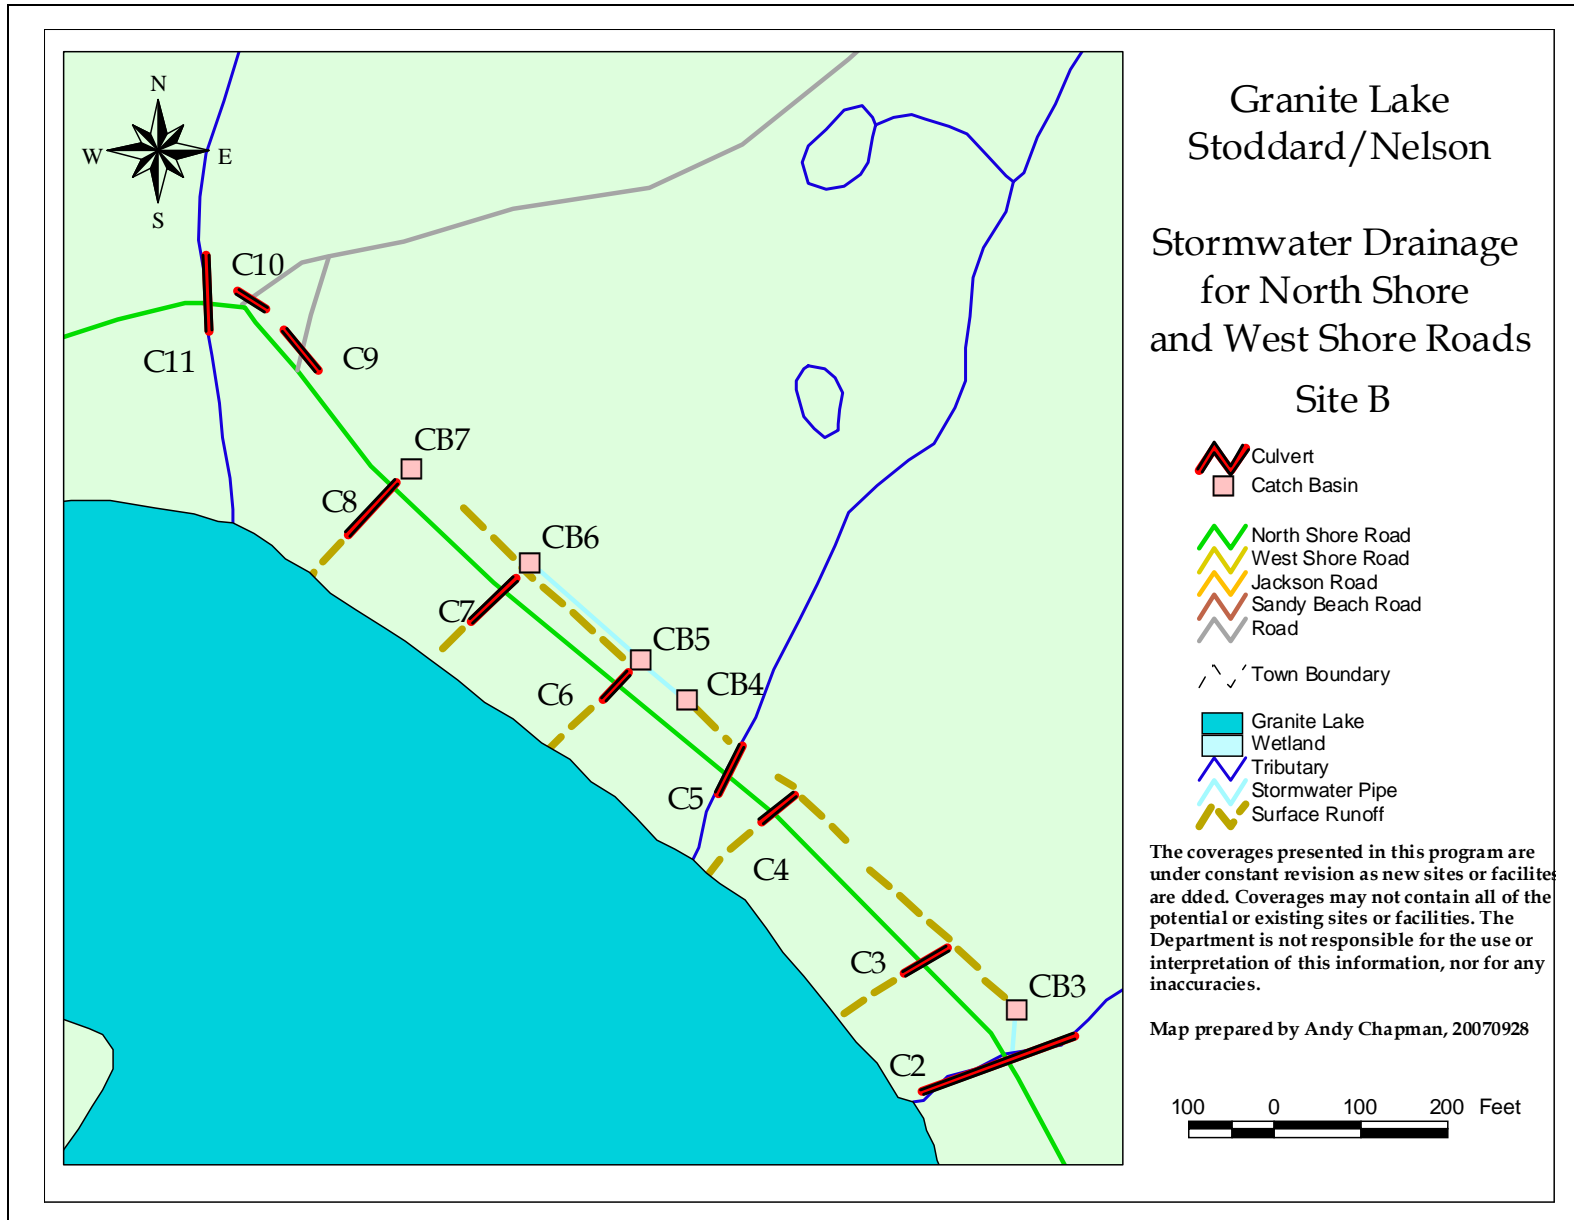 Granite Lake
Stoddard/Nelson
Stormwater Drainage
for North Shore
and West Shore Roads
Site B
Culvert
Catch Basin
North Shore Road
West Shore Road
Jackson Road
Sandy Beach Road
Road
Town Boundary
Granite Lake
Wetland
Tributary
Stormwater Pipe
Surface Runoff
The coverages presented in this program are
under constant revision as new sites or facilites
are dded. Coverages may not contain all of the
potential or existing sites or facilities. The
Department is not responsible for the use or
interpretation of this information, nor for any
inaccuracies.
Map prepared by Andy Chapman, 20070928
100 0 100 200 Feet
N
W E
S
C10
C11
C9
CB7
C8
CB6
C7
CB5
C6
CB4
C5
C4
C3
CB3
C2